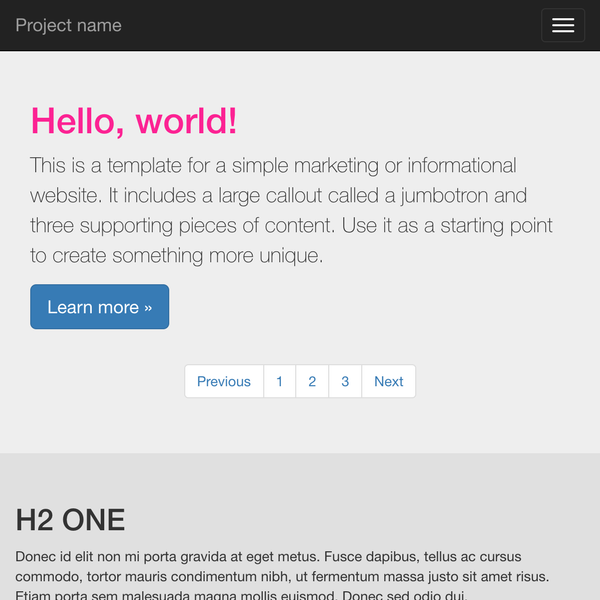 Project name
Hello, world!
This is a template for a simple marketing or informational
website. It includes a large callout called a jumbotron and
three supporting pieces of content. Use it as a starting point
to create something more unique.
Learn more »
Previous 1 2 3 Next
H2 ONE
Donec id elit non mi porta gravida at eget metus. Fusce dapibus, tellus ac cursus
commodo, tortor mauris condimentum nibh, ut fermentum massa justo sit amet risus.
Etiam porta sem malesuada magna mollis euismod. Donec sed odio dui.